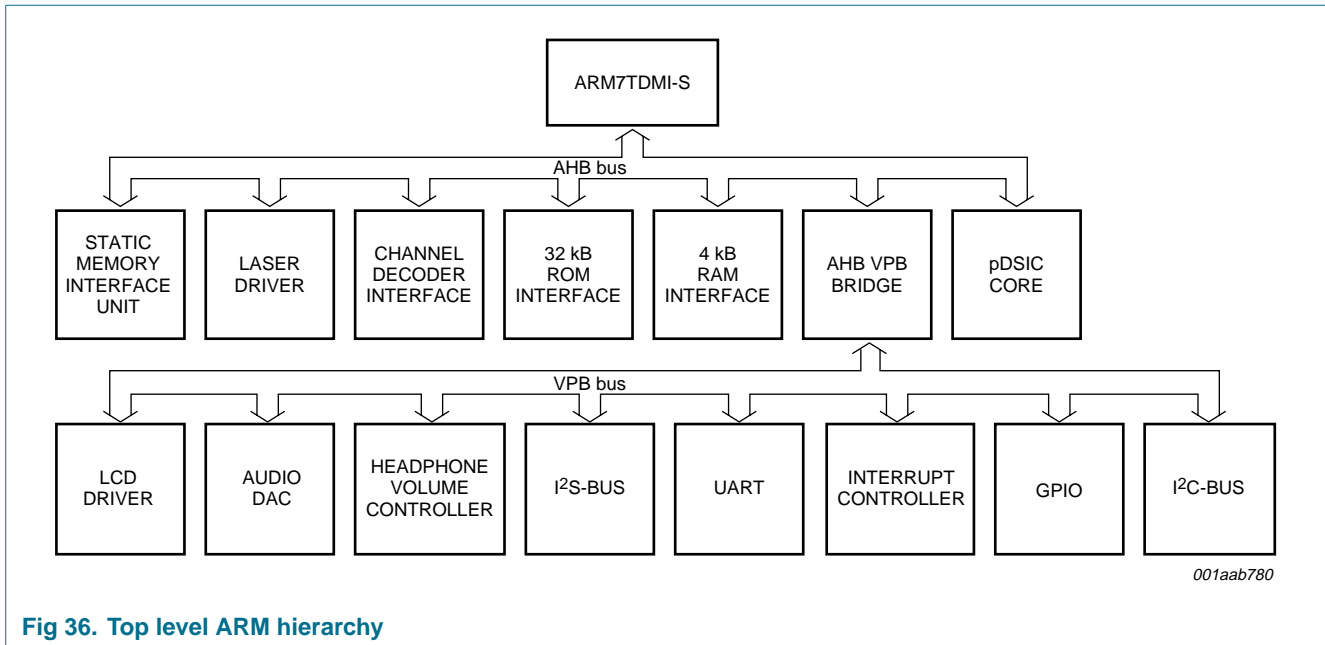 ARM7TDMI-S
AHB bus
STATIC
MEMORY
INTERFACE
UNIT
LASER
DRIVER
CHANNEL
DECODER
INTERFACE
32 kB
ROM
INTERFACE
4 kB
RAM
INTERFACE
AHB VPB
BRIDGE
pDSIC
CORE
VPB bus
LCD
DRIVER
AUDIO
DAC
HEADPHONE
VOLUME
CONTROLLER
I2S-BUS
UART
INTERRUPT
CONTROLLER
GPIO
I2C-BUS
001aab780
Fig 36. Top level ARM hierarchy